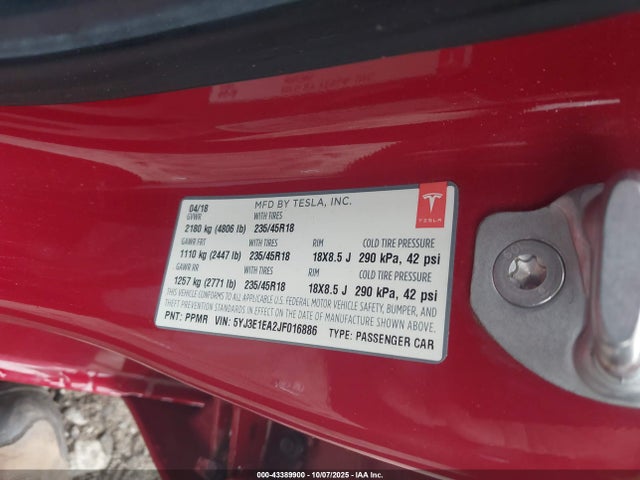 04/18 MFD BY TESLA, INC.
GVWR WITH TIRES
2180 kg (4806 lb) 235/45R18
GAWR FRT WITH TIRES RIM COLD TIRE PRESSURE
1110 kg (2447 lb) 235/45R18 18X8.5 J 290 kPa, 42 psi
GAWR RR WITH TIRES RIM COLD TIRE PRESSURE
1257 kg (2771 lb) 235/45R18 18X8.5 J 290 kPa, 42 psi
THIS VEHICLE CONFORMS TO ALL APPLICABLE U.S. FEDERAL MOTOR VEHICLE SAFETY, BUMPER, AND
THEFT PREVENTION STANDARDS IN EFFECT ON THE DATE OF MANUFACTURE SHOWN ABOVE.
PNT: PPMR VIN: 5YJ3E1EA2JF016886 TYPE: PASSENGER CAR
TESLA
000-43389900 - 10/07/2025 - IAA Inc.